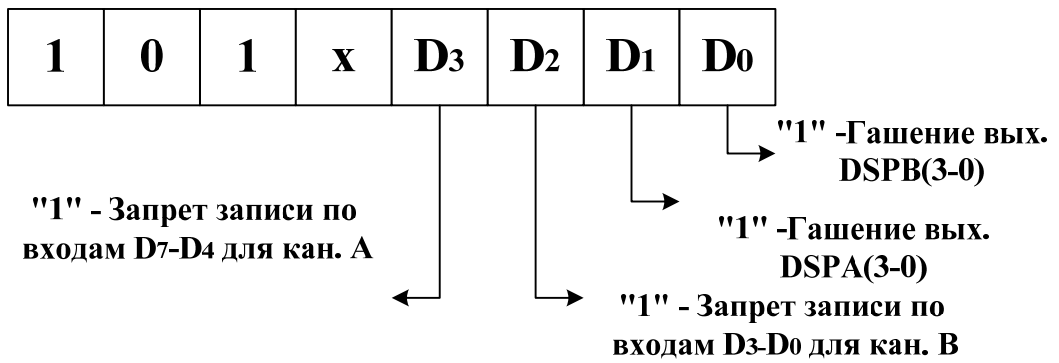 1 0 1 x D3 D2 D1 D0
"1" -Гашение вых.
DSPB(3-0)
"1" - Запрет записи по
входам D7-D4 для кан. А
"1" -Гашение вых.
DSPA(3-0)
"1" - Запрет записи по
входам D3-D0 для кан. В